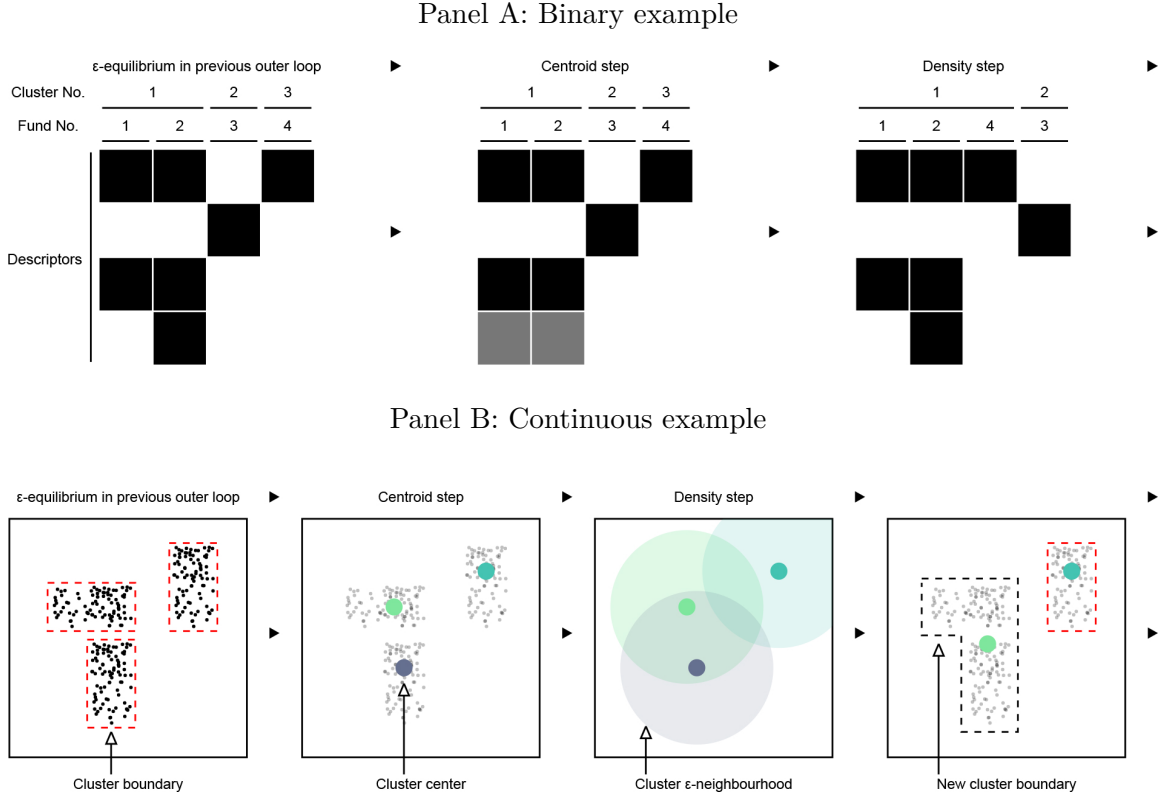 Panel A: Binary example
ε-equilibrium in previous outer loop Centroid step Density step
Cluster No. 1 2 3 1 2 3 1 2
Fund No. 1 2 3 4 1 2 3 4 1 2 4 3
Descriptors
Panel B: Continuous example
ε-equilibrium in previous outer loop Centroid step Density step
Cluster boundary Cluster center Cluster ε-neighbourhood New cluster boundary